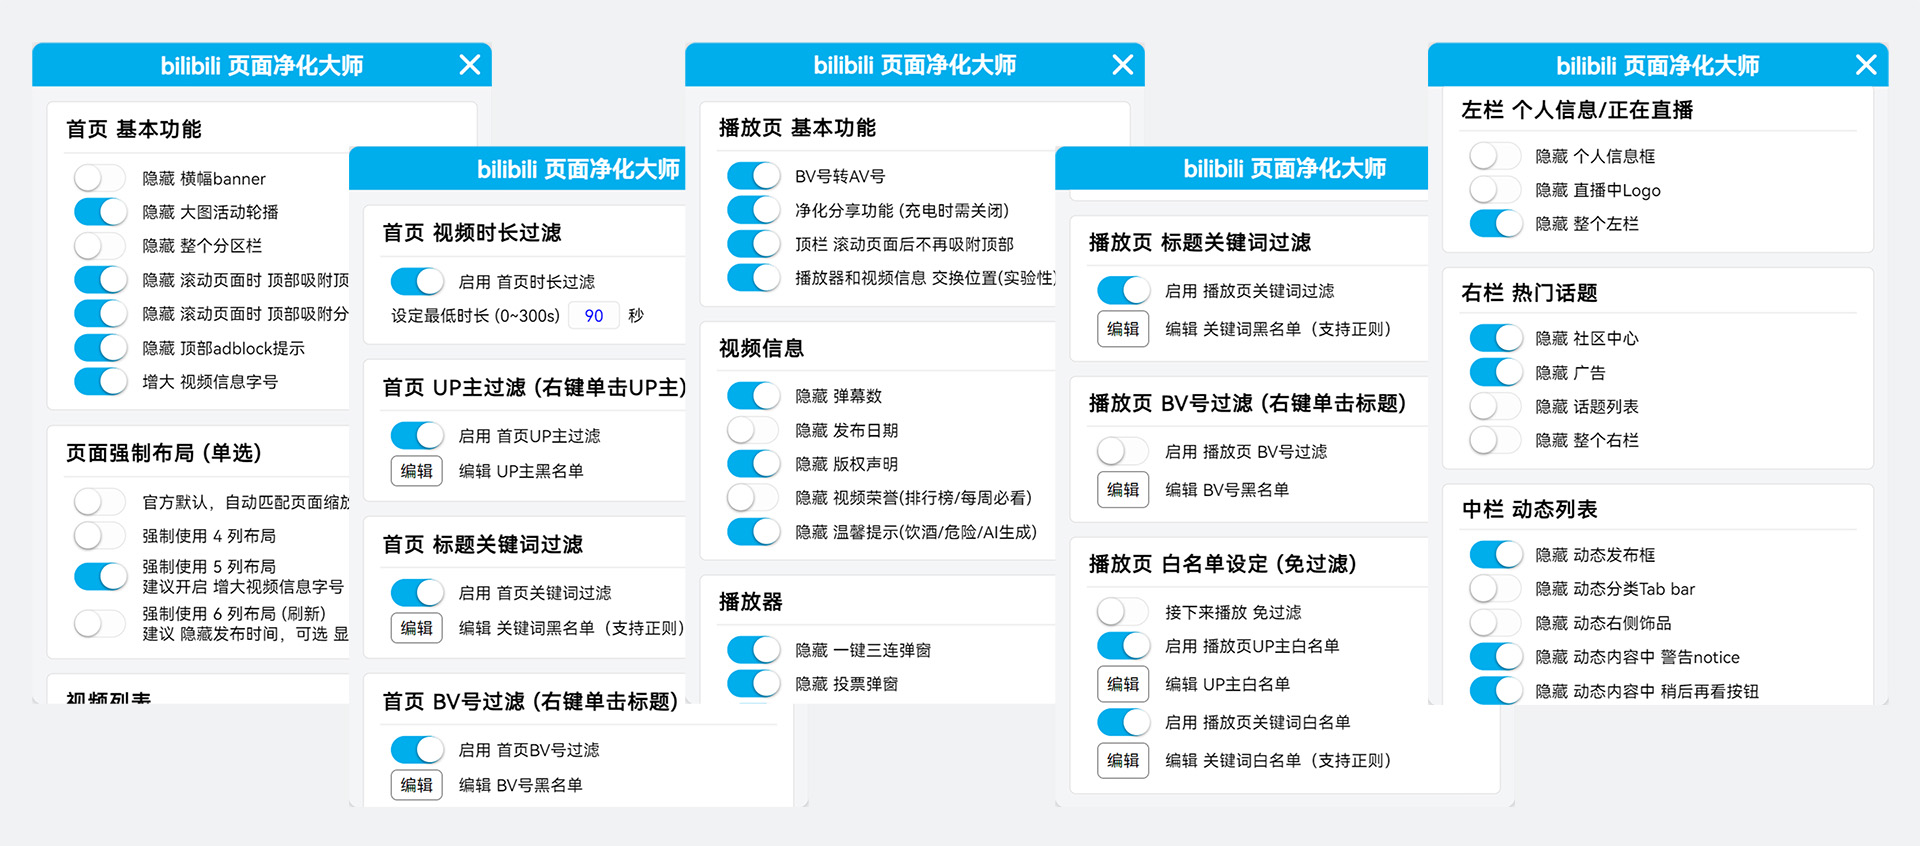 bilibili 页面净化大师
首页 基本功能
隐藏 横幅banner
隐藏 大图活动轮播
隐藏 整个分区栏
隐藏 滚动页面时 顶部吸附顶
隐藏 滚动页面时 顶部吸附分
隐藏 顶部adblock提示
增大 视频信息字号
页面强制布局 (单选)
官方默认，自动匹配页面缩放
强制使用 4 列布局
强制使用 5 列布局
建议开启 增大视频信息字号
强制使用 6 列布局 (刷新)
建议 隐藏发布时间，可选 显
视频列表
bilibili 页面净化大师
首页 视频时长过滤
启用 首页时长过滤
设定最低时长 (0~300s) 90 秒
首页 UP主过滤 (右键单击UP主)
启用 首页UP主过滤
编辑 编辑 UP主黑名单
首页 标题关键词过滤
启用 首页关键词过滤
编辑 编辑 关键词黑名单（支持正则）
首页 BV号过滤 (右键单击标题)
启用 首页BV号过滤
编辑 编辑 BV号黑名单
bilibili 页面净化大师
播放页 基本功能
BV号转AV号
净化分享功能 (充电时需关闭)
顶栏 滚动页面后不再吸附顶部
播放器和视频信息 交换位置(实验性)
视频信息
隐藏 弹幕数
隐藏 发布日期
隐藏 版权声明
隐藏 视频荣誉(排行榜/每周必看)
隐藏 温馨提示(饮酒/危险/AI生成)
播放器
隐藏 一键三连弹窗
隐藏 投票弹窗
bilibili 页面净化大师
播放页 标题关键词过滤
启用 播放页关键词过滤
编辑 编辑 关键词黑名单（支持正则）
播放页 BV号过滤 (右键单击标题)
启用 播放页 BV号过滤
编辑 编辑 BV号黑名单
播放页 白名单设定 (免过滤)
接下来播放 免过滤
启用 播放页UP主白名单
编辑 编辑 UP主白名单
启用 播放页关键词白名单
编辑 编辑 关键词白名单（支持正则）
bilibili 页面净化大师
左栏 个人信息/正在直播
隐藏 个人信息框
隐藏 直播中Logo
隐藏 整个左栏
右栏 热门话题
隐藏 社区中心
隐藏 广告
隐藏 话题列表
隐藏 整个右栏
中栏 动态列表
隐藏 动态发布框
隐藏 动态分类Tab bar
隐藏 动态右侧饰品
隐藏 动态内容中 警告notice
隐藏 动态内容中 稍后再看按钮